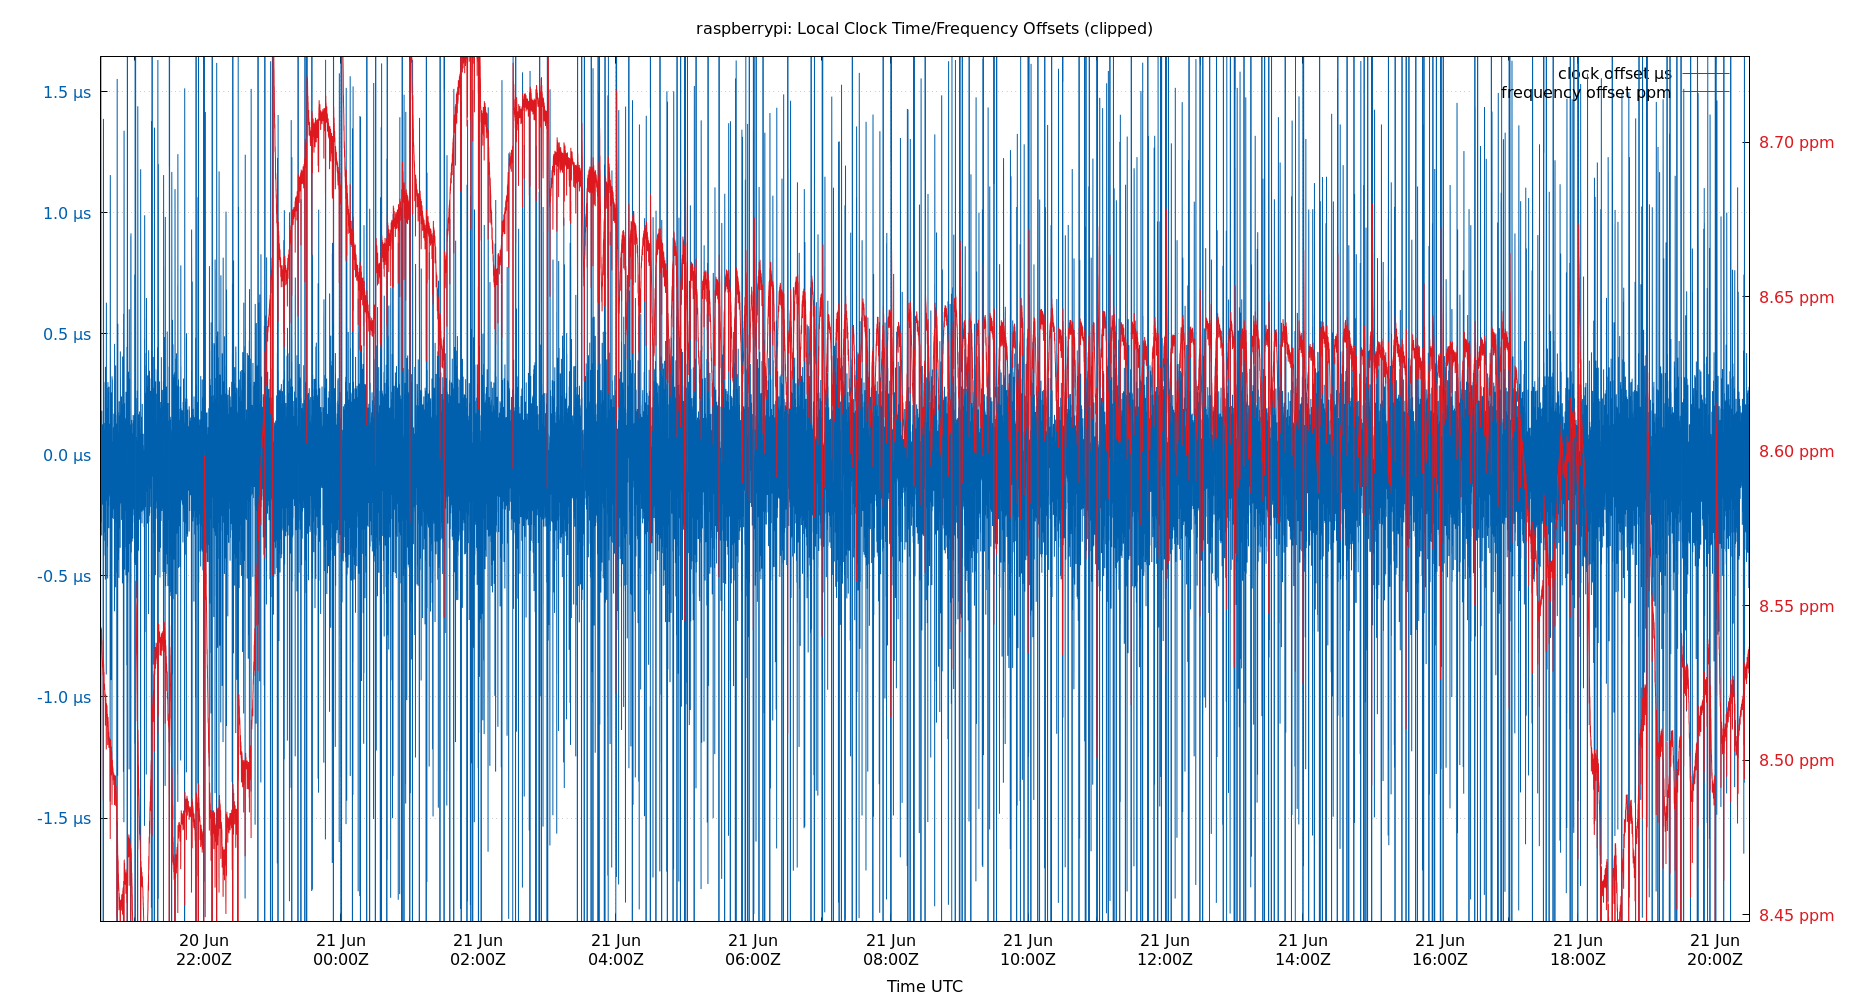 raspberrypi: Local Clock Time/Frequency Offsets (clipped)
clock offset µs
frequency offset ppm
1.5 µs
1.0 µs
0.5 µs
0.0 µs
-0.5 µs
-1.0 µs
-1.5 µs
8.70 ppm
8.65 ppm
8.60 ppm
8.55 ppm
8.50 ppm
8.45 ppm
20 Jun 21 Jun 21 Jun 21 Jun 21 Jun 21 Jun 21 Jun 21 Jun 21 Jun 21 Jun 21 Jun 21 Jun
22:00Z 00:00Z 02:00Z 04:00Z 06:00Z 08:00Z 10:00Z 12:00Z 14:00Z 16:00Z 18:00Z 20:00Z
Time UTC